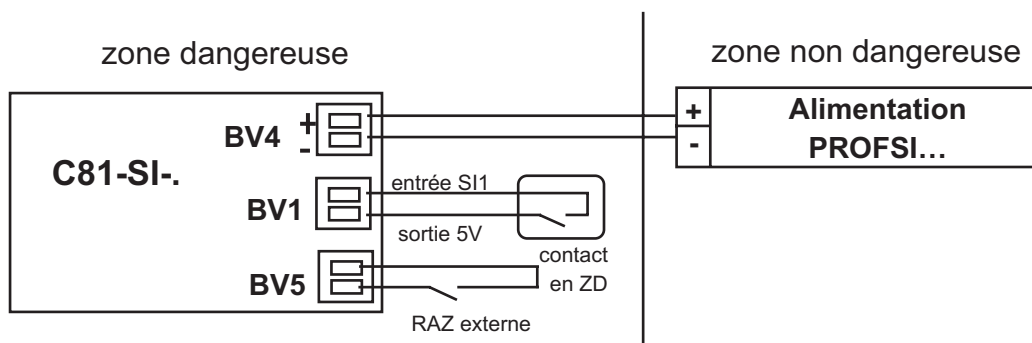 zone dangereuse
zone non dangereuse
C81-SI-.
BV4
+
-
+
-
Alimentation
PROFSI...
BV1
entrée SI1
sortie 5V
contact
en ZD
BV5
RAZ externe